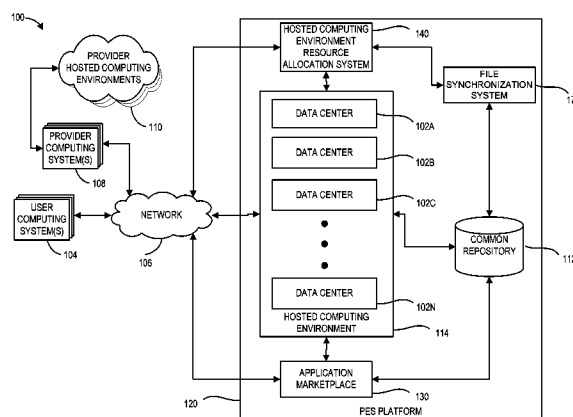 100
PROVIDER
HOSTED COMPUTING
ENVIRONMENTS
110
PROVIDER
COMPUTING
SYSTEM(S)
108
USER
COMPUTING
SYSTEM(S)
104
NETWORK
106
HOSTED COMPUTING
ENVIRONMENT
RESOURCE
ALLOCATION SYSTEM
140
DATA CENTER
102A
DATA CENTER
102B
DATA CENTER
102C
DATA CENTER
102N
HOSTED COMPUTING
ENVIRONMENT
114
APPLICATION
MARKETPLACE
130
FILE
SYNCHRONIZATION
SYSTEM
COMMON
REPOSITORY
112
120
PES PLATFORM